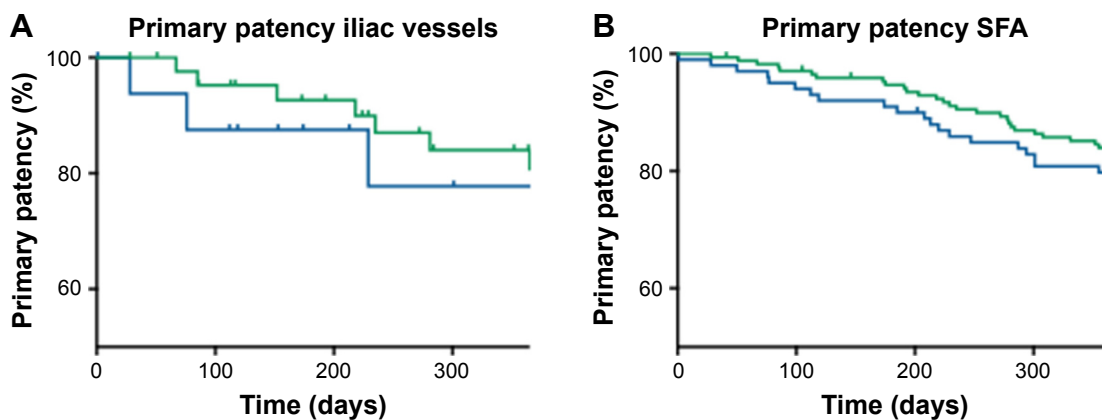 A
Primary patency iliac vessels
Primary patency (%)
100
80
60
0
100
200
300
Time (days)
B
Primary patency SFA
Primary patency (%)
100
80
60
0
100
200
300
Time (days)